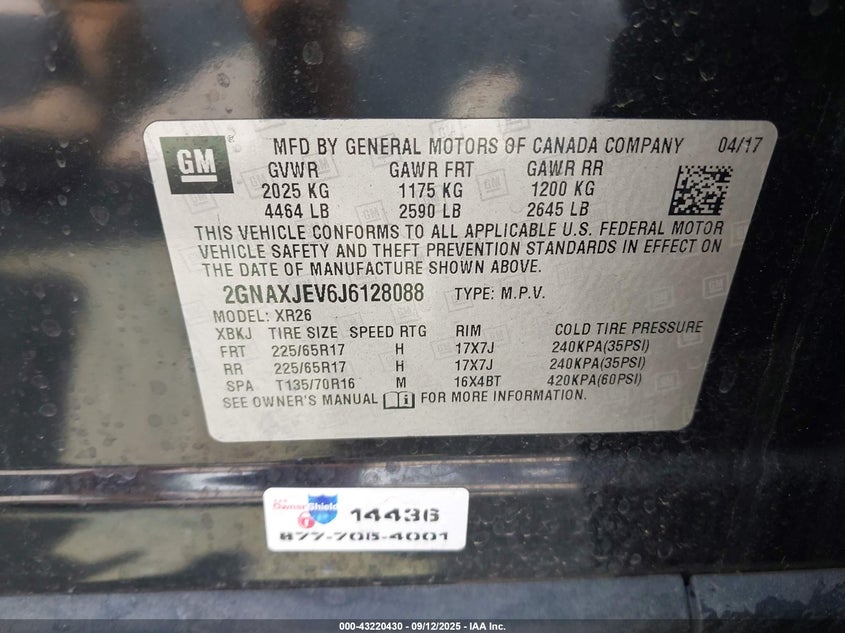 GM
MFD BY GENERAL MOTORS OF CANADA COMPANY 04/17
GVWR GAWR FRT GAWR RR
2025 KG 1175 KG 1200 KG
4464 LB 2590 LB 2645 LB
THIS VEHICLE CONFORMS TO ALL APPLICABLE U.S. FEDERAL MOTOR
VEHICLE SAFETY AND THEFT PREVENTION STANDARDS IN EFFECT ON
THE DATE OF MANUFACTURE SHOWN ABOVE.
2GNAXJEV6J6128088 TYPE: M.P.V.
MODEL: XR26
XBKJ TIRE SIZE SPEED RTG RIM COLD TIRE PRESSURE
FRT 225/65R17 H 17X7J 240KPA(35PSI)
RR 225/65R17 H 17X7J 240KPA(35PSI)
SPA T135/70R16 M 16X4BT 420KPA(60PSI)
SEE OWNER'S MANUAL FOR MORE INFORMATION.
OwnerShield 14436
877-708-4001
000-43220430 - 09/12/2025 - IAA Inc.